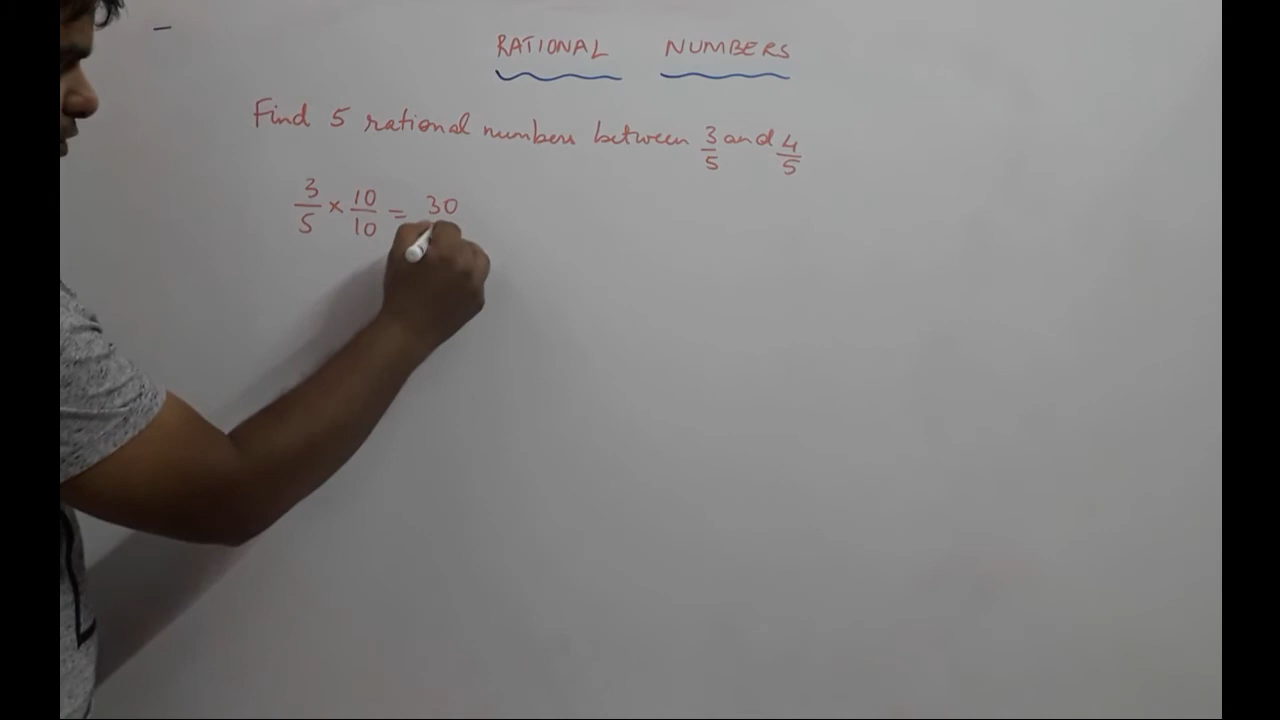 RATIONAL NUMBERS
Find 5 rational numbers between 3/5 and 4/5
3/5 × 10/10 = 30